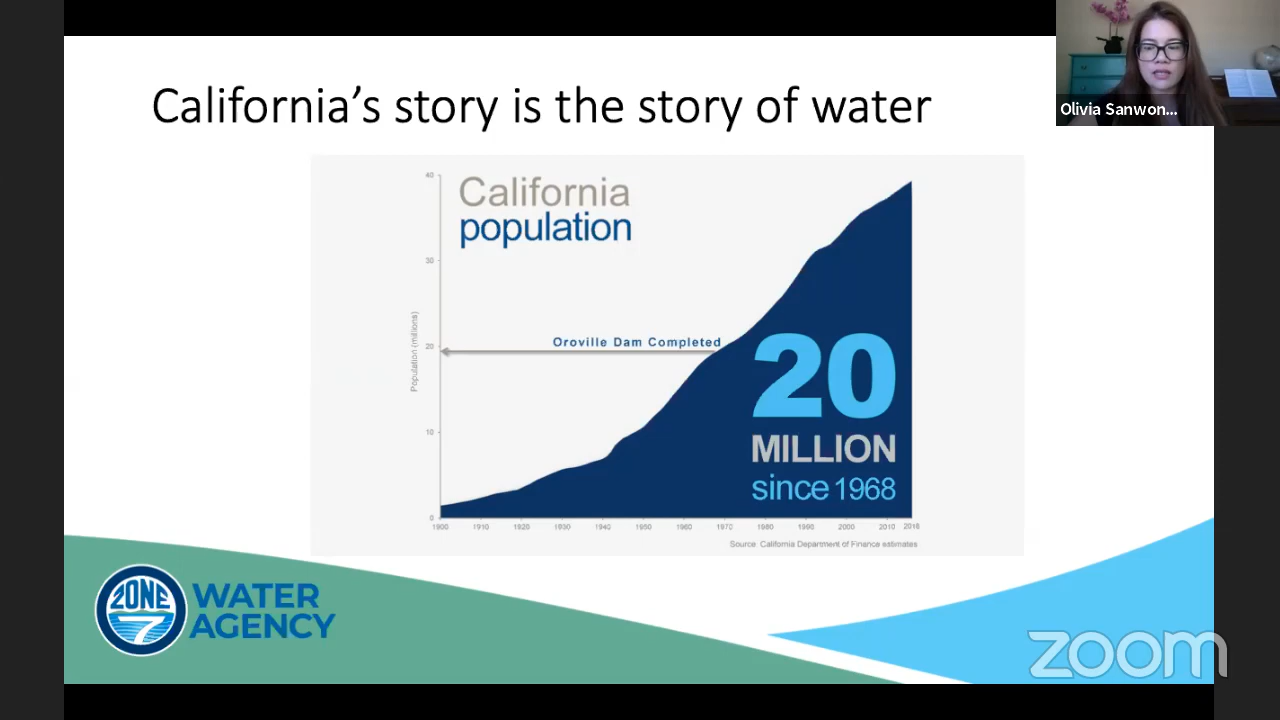 California’s story is the story of water
Olivia Sanwon...
California
population
40
30
20
10
0
Population (millions)
Oroville Dam Completed
20
MILLION
since 1968
1900 1910 1920 1930 1940 1950 1960 1970 1980 1990 2000 2010 2016
Source: California Department of Finance estimates
ZONE
7
WATER
AGENCY
zoom